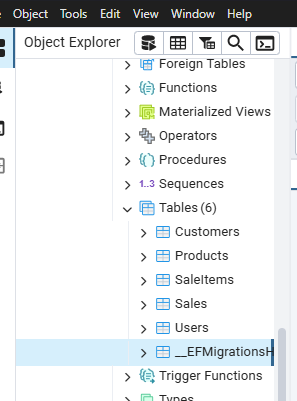 Object Tools Edit View Window Help
Object Explorer
Foreign Tables
Functions
Materialized Views
Operators
Procedures
1..3 Sequences
Tables (6)
Customers
Products
SaleItems
Sales
Users
__EFMigrationsH
Trigger Functions
Types